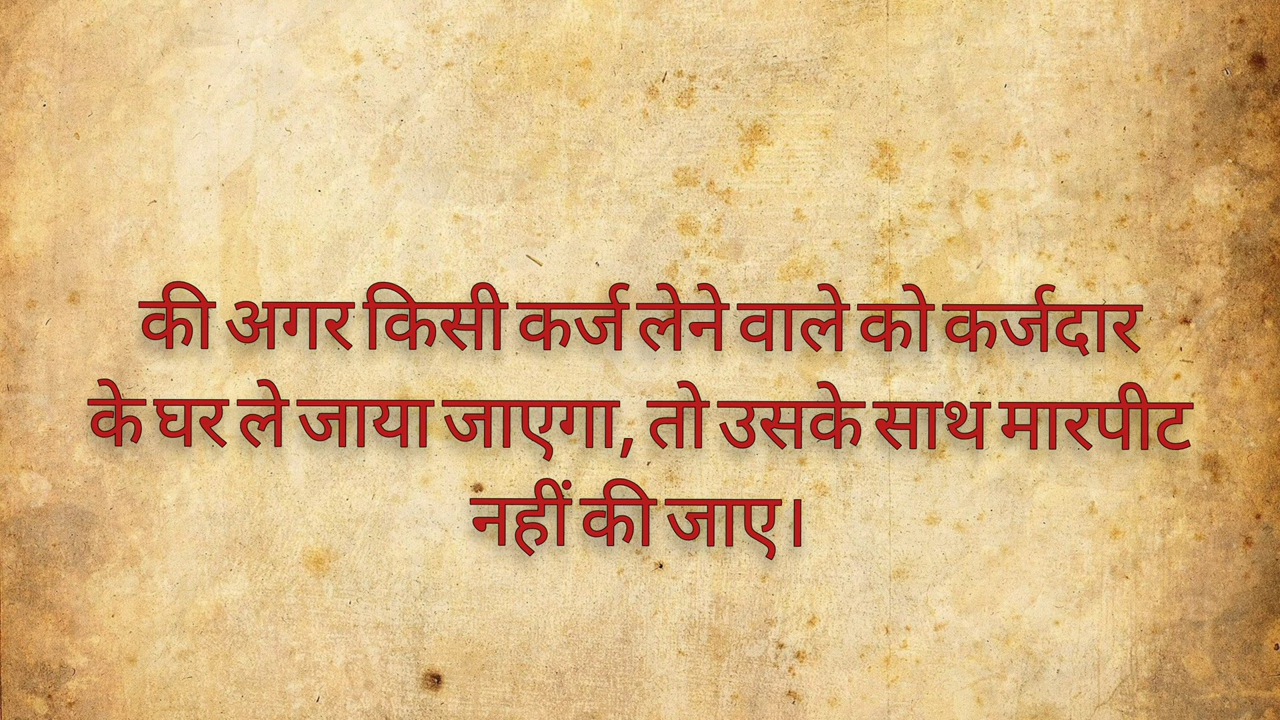 की अगर किसी कर्ज लेने वाले को कर्जदार
के घर ले जाया जाएगा, तो उसके साथ मारपीट
नहीं की जाए।